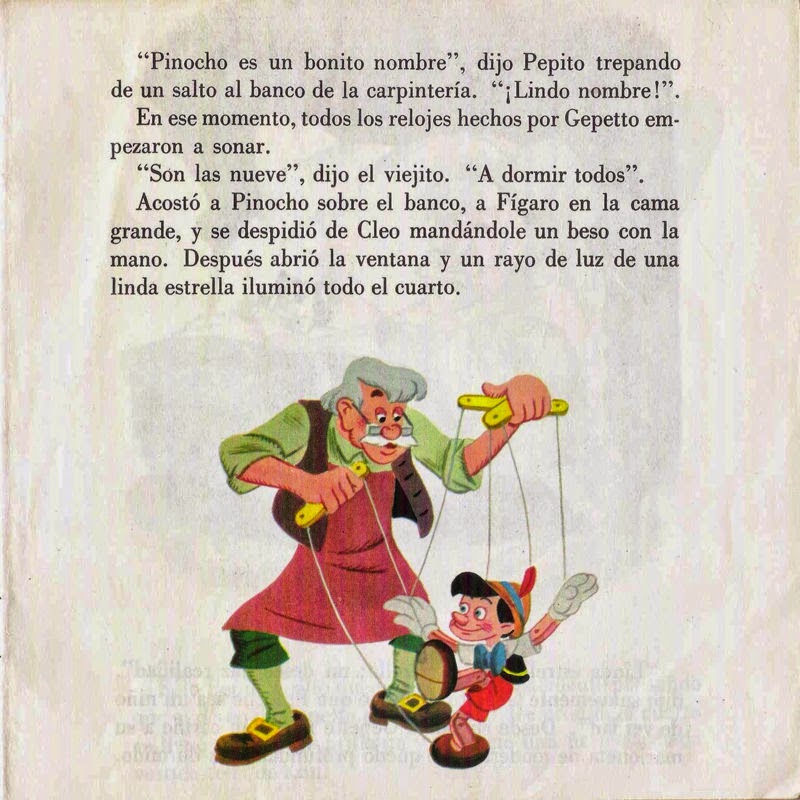 “Pinocho es un bonito nombre”, dijo Pepito trepando
de un salto al banco de la carpintería. “¡Lindo nombre!”.
En ese momento, todos los relojes hechos por Gepetto em-
pezaron a sonar.
“Son las nueve”, dijo el viejito. “A dormir todos”.
Acostó a Pinocho sobre el banco, a Fígaro en la cama
grande, y se despidió de Cleo mandándole un beso con la
mano. Después abrió la ventana y un rayo de luz de una
linda estrella iluminó todo el cuarto.